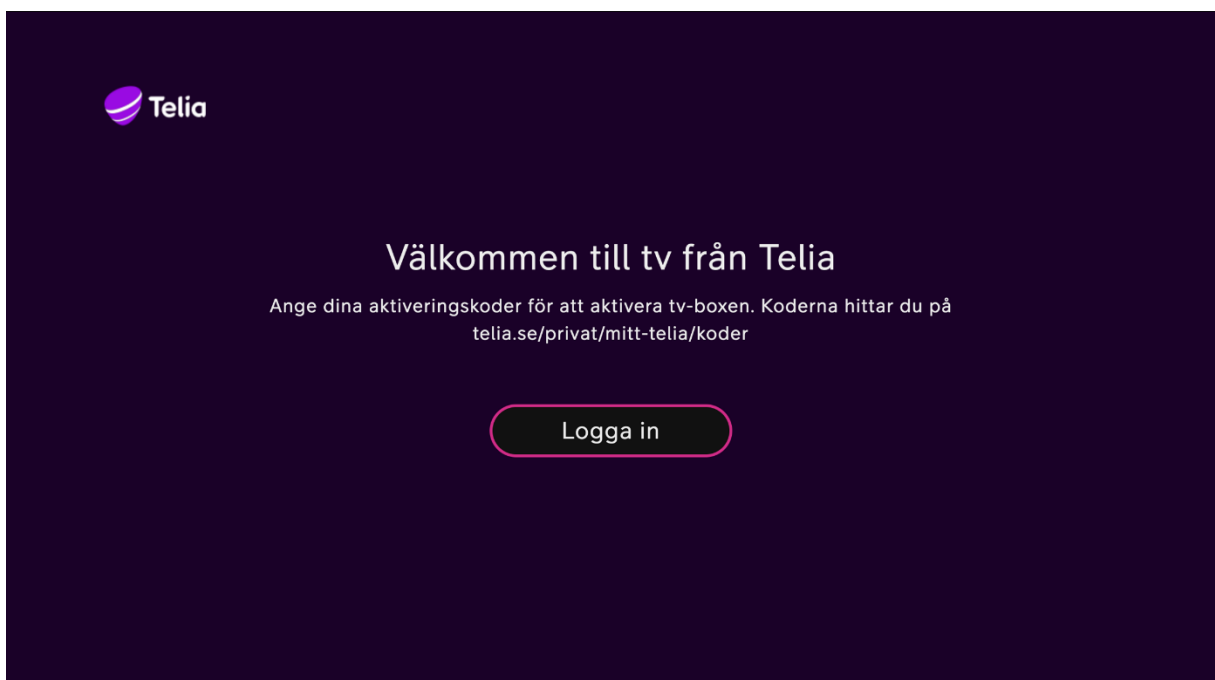 Telia
Välkommen till tv från Telia
Ange dina aktiveringskoder för att aktivera tv-boxen. Koderna hittar du på
telia.se/privat/mitt-telia/koder
Logga in